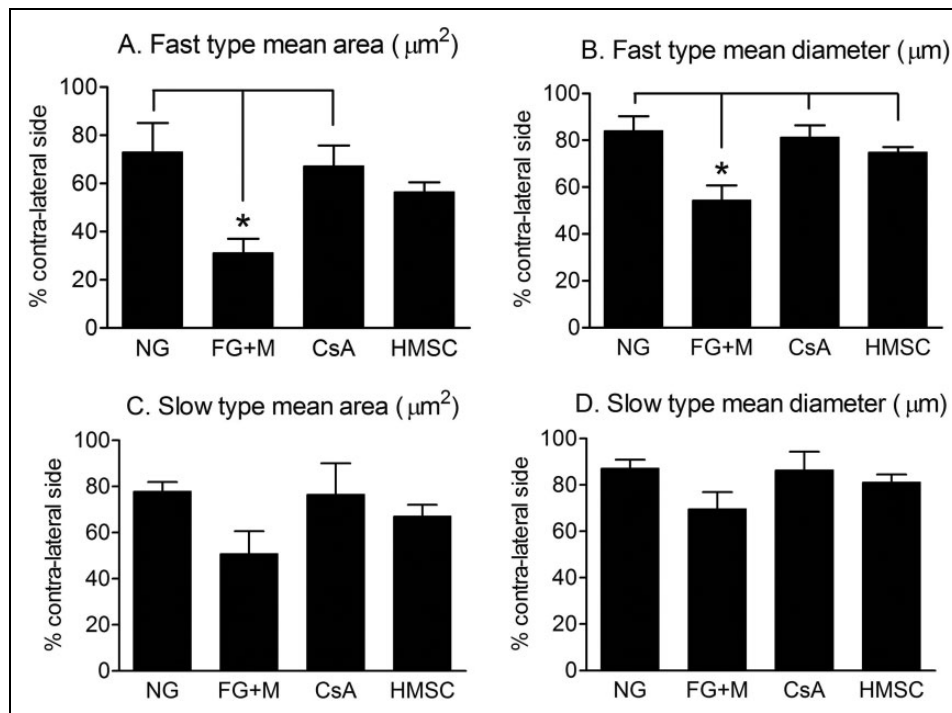 A. Fast type mean area ( μm²)
% contra-lateral side
100
80
60
40
20
0
*
NG FG+M CsA HMSC
B. Fast type mean diameter ( μm)
% contra-lateral side
100
80
60
40
20
0
*
NG FG+M CsA HMSC
C. Slow type mean area ( μm²)
% contra-lateral side
100
80
60
40
20
0
NG FG+M CsA HMSC
D. Slow type mean diameter ( μm)
% contra-lateral side
100
80
60
40
20
0
NG FG+M CsA HMSC